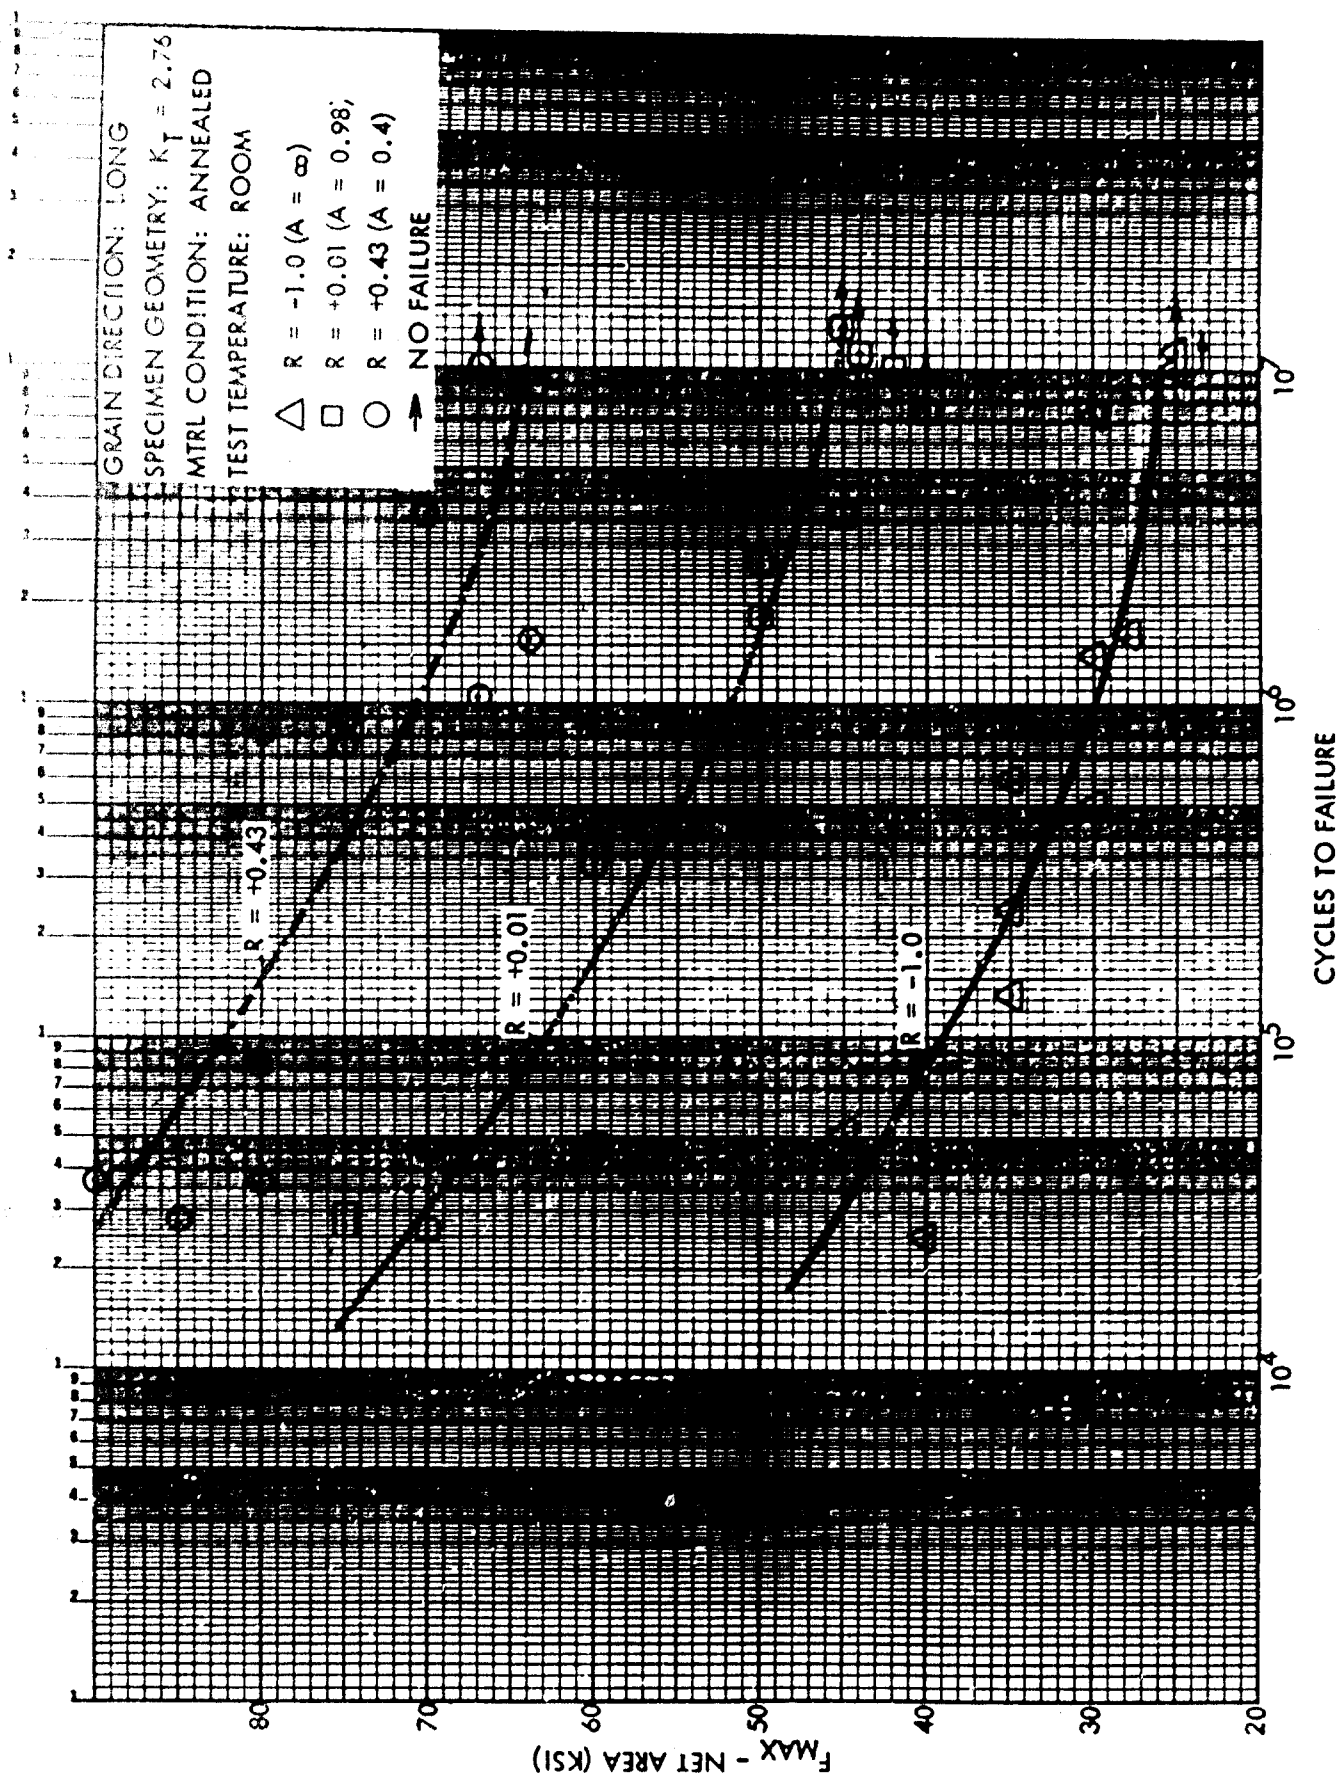 GRAIN DIRECTION: LONG
SPECIMEN GEOMETRY: K_T = 2.76
MTRL CONDITION: ANNEALED
TEST TEMPERATURE: ROOM
△ R = -1.0 (A = ∞)
□ R = +0.01 (A = 0.98)
○ R = +0.43 (A = 0.4)
→ NO FAILURE
R = +0.43
R = +0.01
R = -1.0
F_MAX - NET AREA (KSI)
80
70
60
50
40
30
20
10^4
10^5
10^6
10^7
CYCLES TO FAILURE